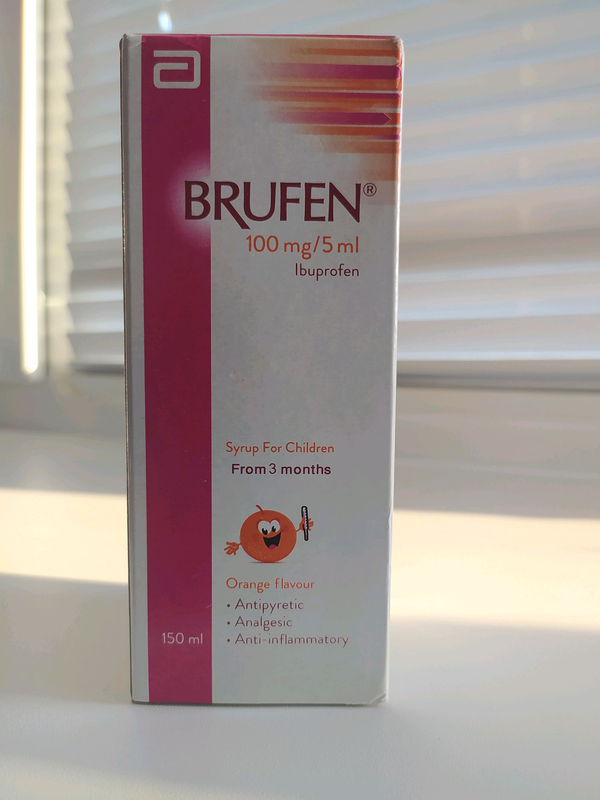 BRUFEN®
100 mg/5 ml
Ibuprofen
Syrup For Children
From 3 months
Orange flavour
• Antipyretic
• Analgesic
• Anti-inflammatory
150 ml